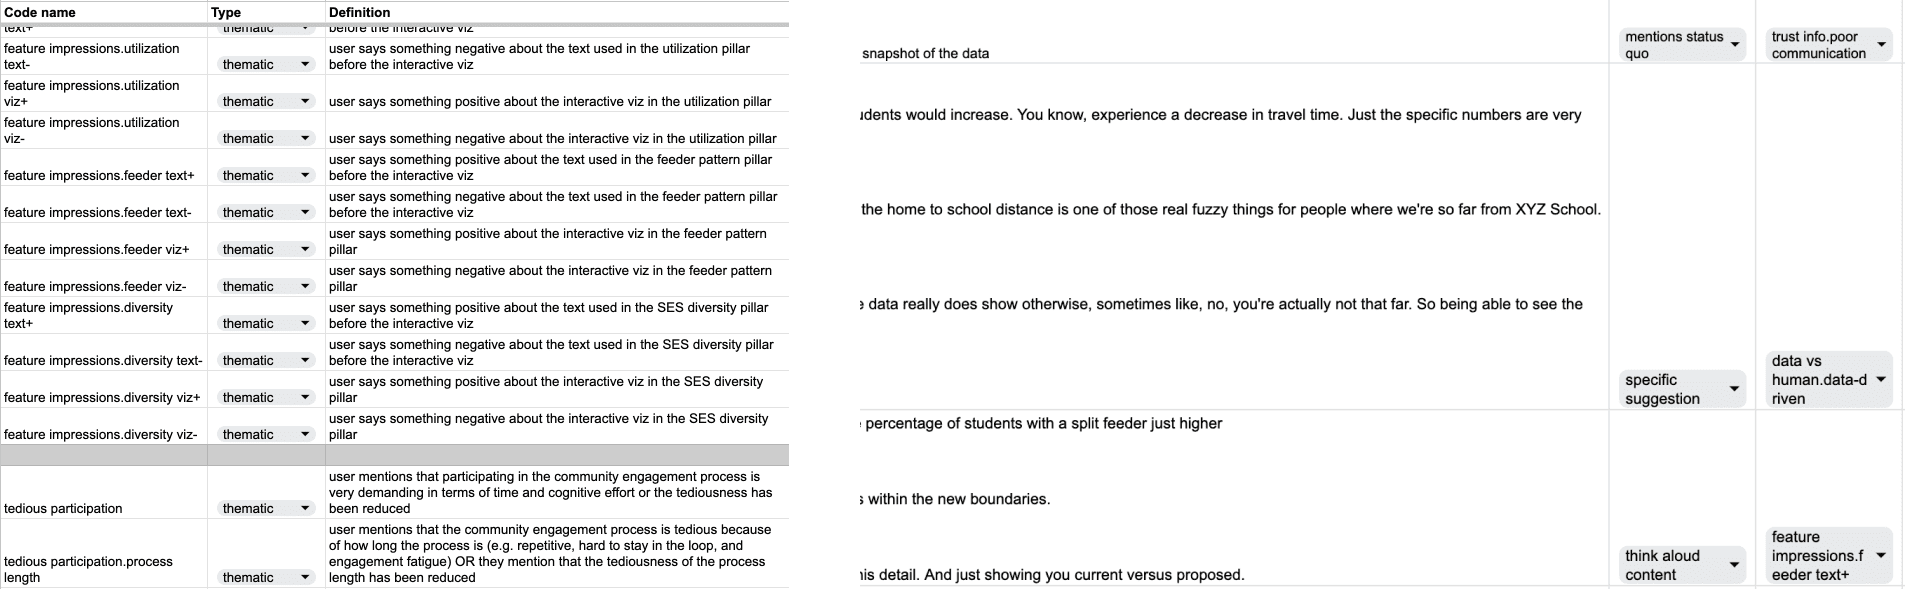 Code name Type Definition
text+ thematic before the interactive viz
feature impressions.utilization
text- thematic
user says something negative about the text used in the utilization pillar
before the interactive viz
feature impressions.utilization
viz+ thematic user says something positive about the interactive viz in the utilization pillar
feature impressions.utilization
viz- thematic user says something negative about the interactive viz in the utilization pillar
feature impressions.feeder text+ thematic
user says something positive about the text used in the feeder pattern pillar
before the interactive viz
feature impressions.feeder text- thematic
user says something negative about the text used in the feeder pattern pillar
before the interactive viz
feature impressions.feeder viz+ thematic
user says something positive about the interactive viz in the feeder pattern
pillar
feature impressions.feeder viz- thematic
user says something negative about the interactive viz in the feeder pattern
pillar
feature impressions.diversity
text+ thematic
user says something positive about the text used in the SES diversity pillar
before the interactive viz
feature impressions.diversity text- thematic
user says something negative about the text used in the SES diversity pillar
before the interactive viz
feature impressions.diversity viz+ thematic
user says something positive about the interactive viz in the SES diversity
pillar
feature impressions.diversity viz- thematic
user says something negative about the interactive viz in the SES diversity
pillar
tedious participation thematic
user mentions that participating in the community engagement process is
very demanding in terms of time and cognitive effort or the tediousness has
been reduced
tedious participation.process
length thematic
user mentions that the community engagement process is tedious because
of how long the process is (e.g. repetitive, hard to stay in the loop, and
engagement fatigue) OR they mention that the tediousness of the process
length has been reduced
snapshot of the data
mentions status
quo
trust info.poor
communication
would increase. You know, experience a decrease in travel time. Just the specific numbers are very
the home to school distance is one of those real fuzzy things for people where we're so far from XYZ School.
data really does show otherwise, sometimes like, no, you're actually not that far. So being able to see the
specific
suggestion
data vs
human.data-d
riven
percentage of students with a split feeder just higher
within the new boundaries.
detail. And just showing you current versus proposed.
think aloud
content
feature
impressions.f
eeder text+